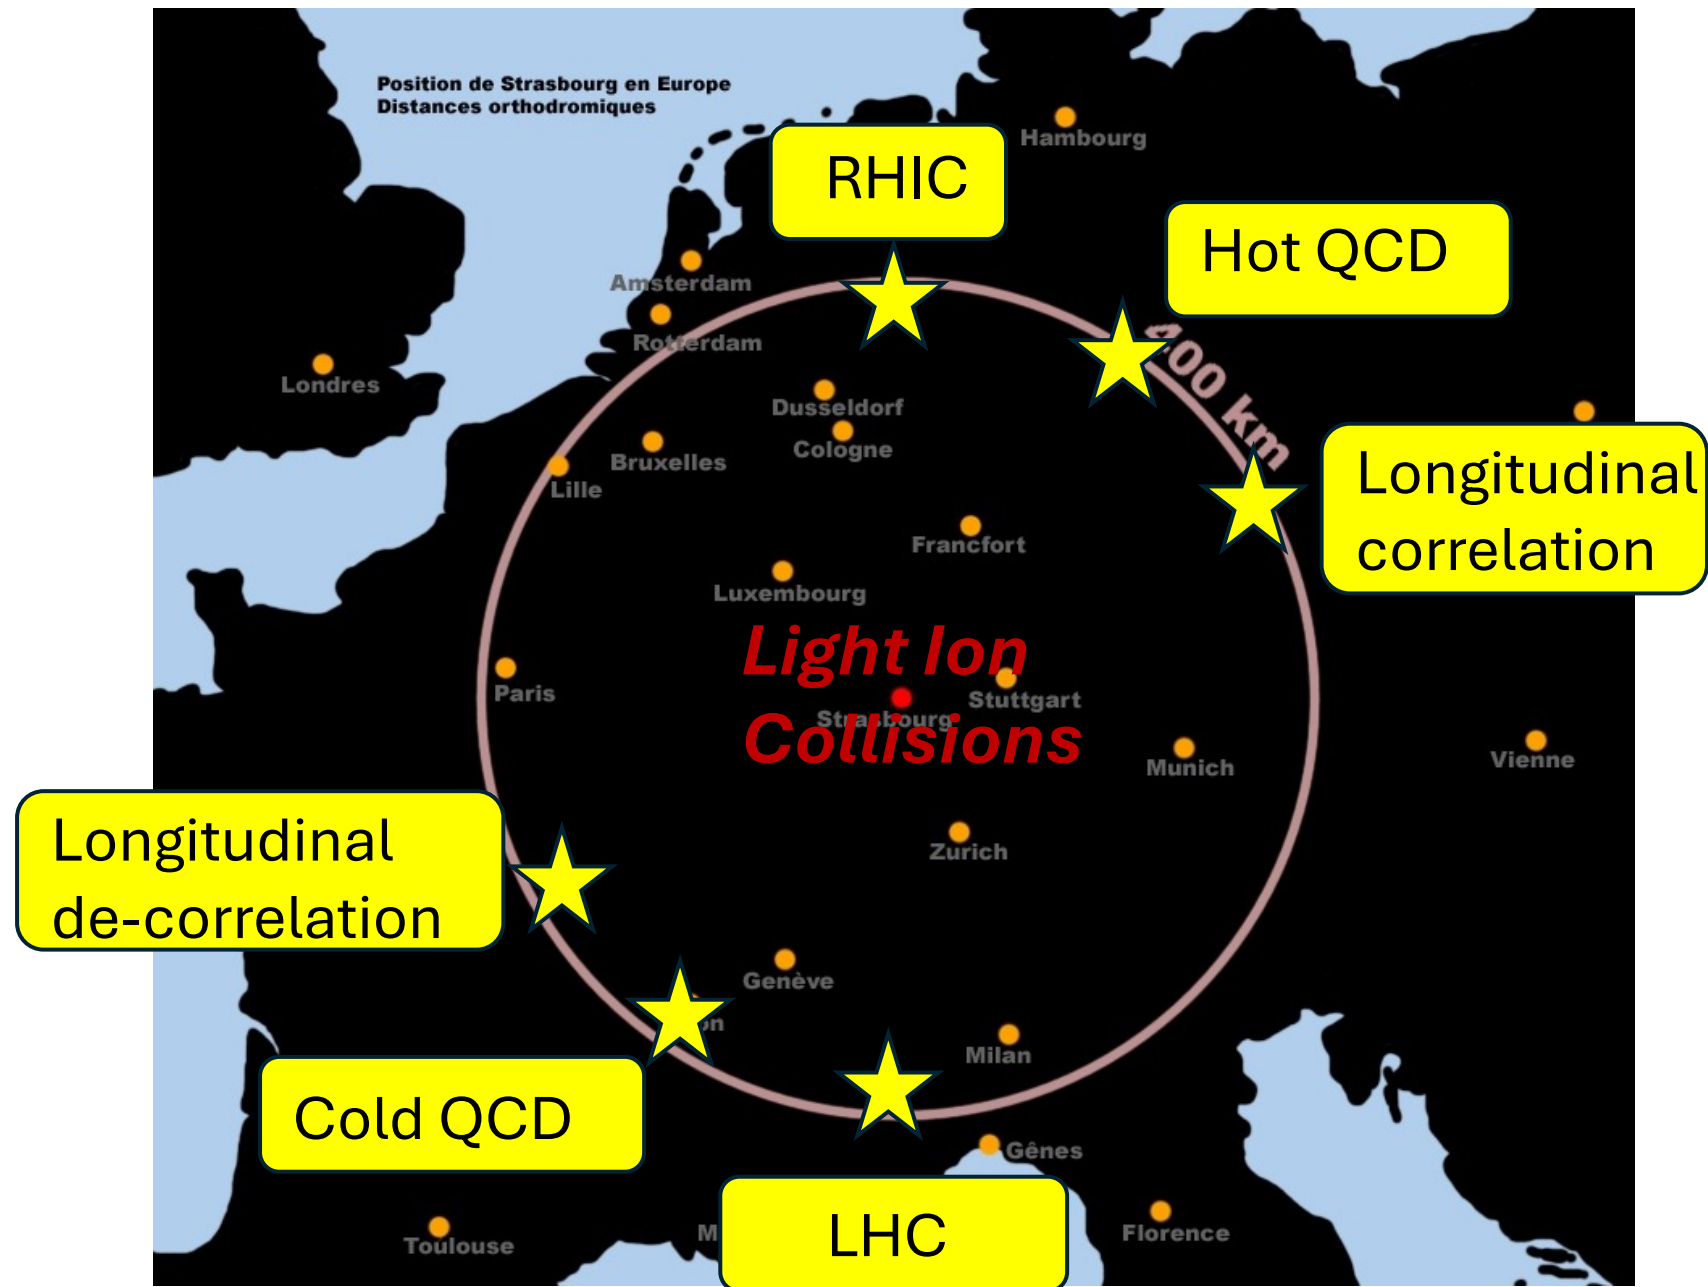 Position de Strasbourg en Europe
Distances orthodromiques
Hambourg
RHIC
Hot QCD
Amsterdam
Rotterdam
400 km
Londres
Dusseldorf
Cologne
Bruxelles
Lille
Longitudinal
correlation
Francfort
Luxembourg
Light Ion
Collisions
Paris
Stuttgart
Strasbourg
Munich
Vienne
Longitudinal
de-correlation
Zurich
Genève
Milan
Cold QCD
Gênes
LHC
Florence
Toulouse